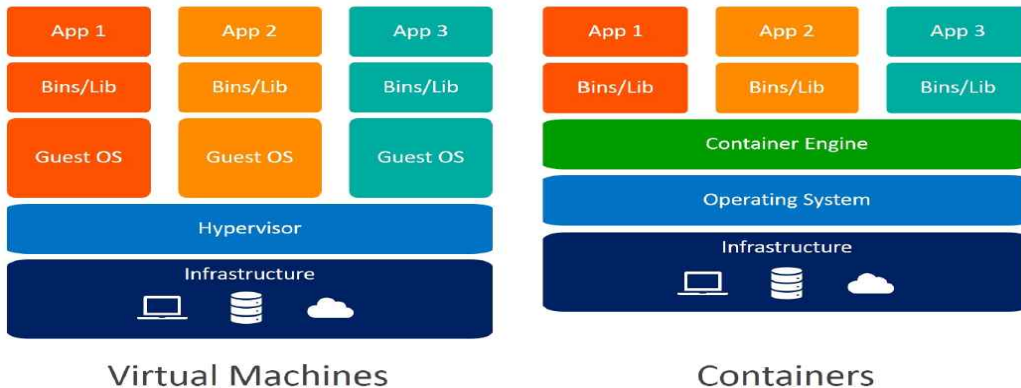 App 1
App 2
App 3
Bins/Lib
Bins/Lib
Bins/Lib
Guest OS
Guest OS
Guest OS
Hypervisor
Infrastructure
Virtual Machines
App 1
App 2
App 3
Bins/Lib
Bins/Lib
Bins/Lib
Container Engine
Operating System
Infrastructure
Containers